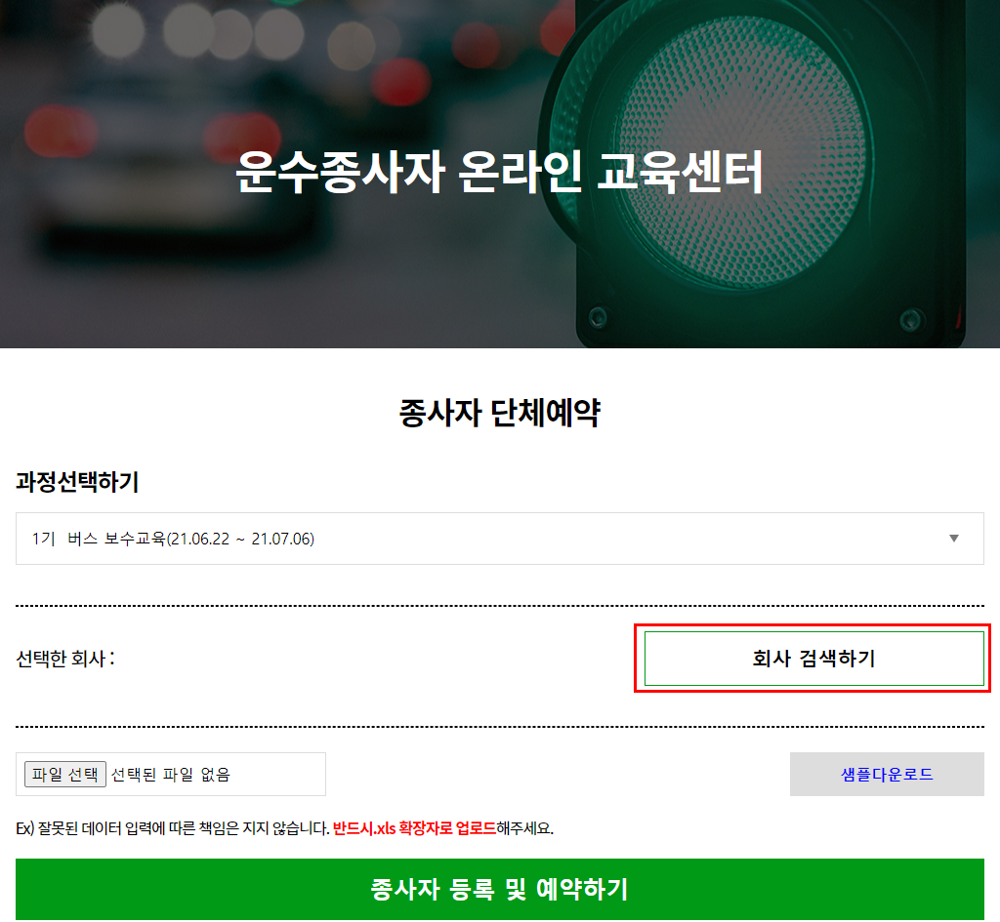 운수종사자 온라인 교육센터
종사자 단체예약
과정선택하기
1기 버스 보수교육(21.06.22 ~ 21.07.06)
선택한 회사 :
회사 검색하기
파일 선택 선택된 파일 없음
샘플다운로드
Ex) 잘못된 데이터 입력에 따른 책임은 지지 않습니다. 반드시.xls 확장자로 업로드해주세요.
종사자 등록 및 예약하기